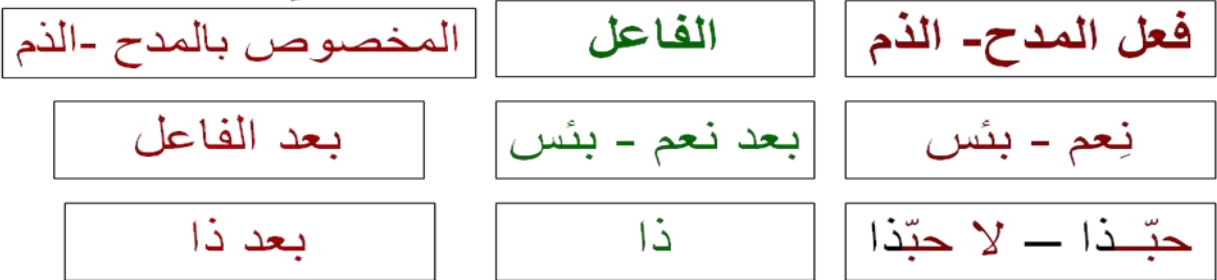 فعل المدح- الذم الفاعل المخصوص بالمدح -الذم
نِعم - بئس بعد نعم - بئس بعد الفاعل
حبّــذا – لا حبّذا ذا بعد ذا